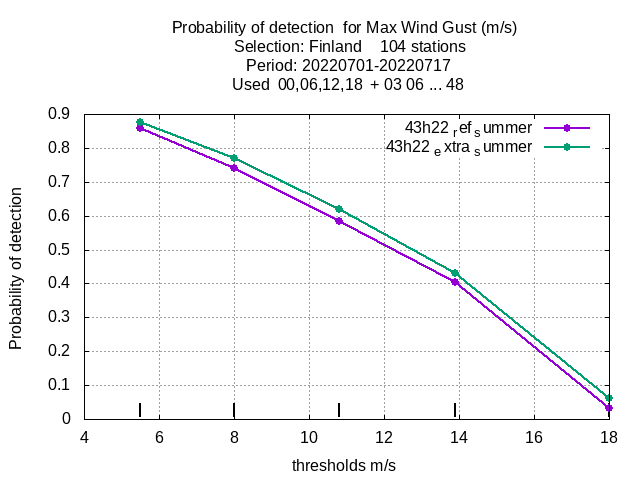 Probability of detection  for Max Wind Gust (m/s)
Selection: Finland    104 stations
Period: 20220701-20220717
Used  00,06,12,18  + 03 06 ... 48
43h22 ref summer
43h22 extra summer
Probability of detection
0.9
0.8
0.7
0.6
0.5
0.4
0.3
0.2
0.1
0
4 6 8 10 12 14 16 18
thresholds m/s